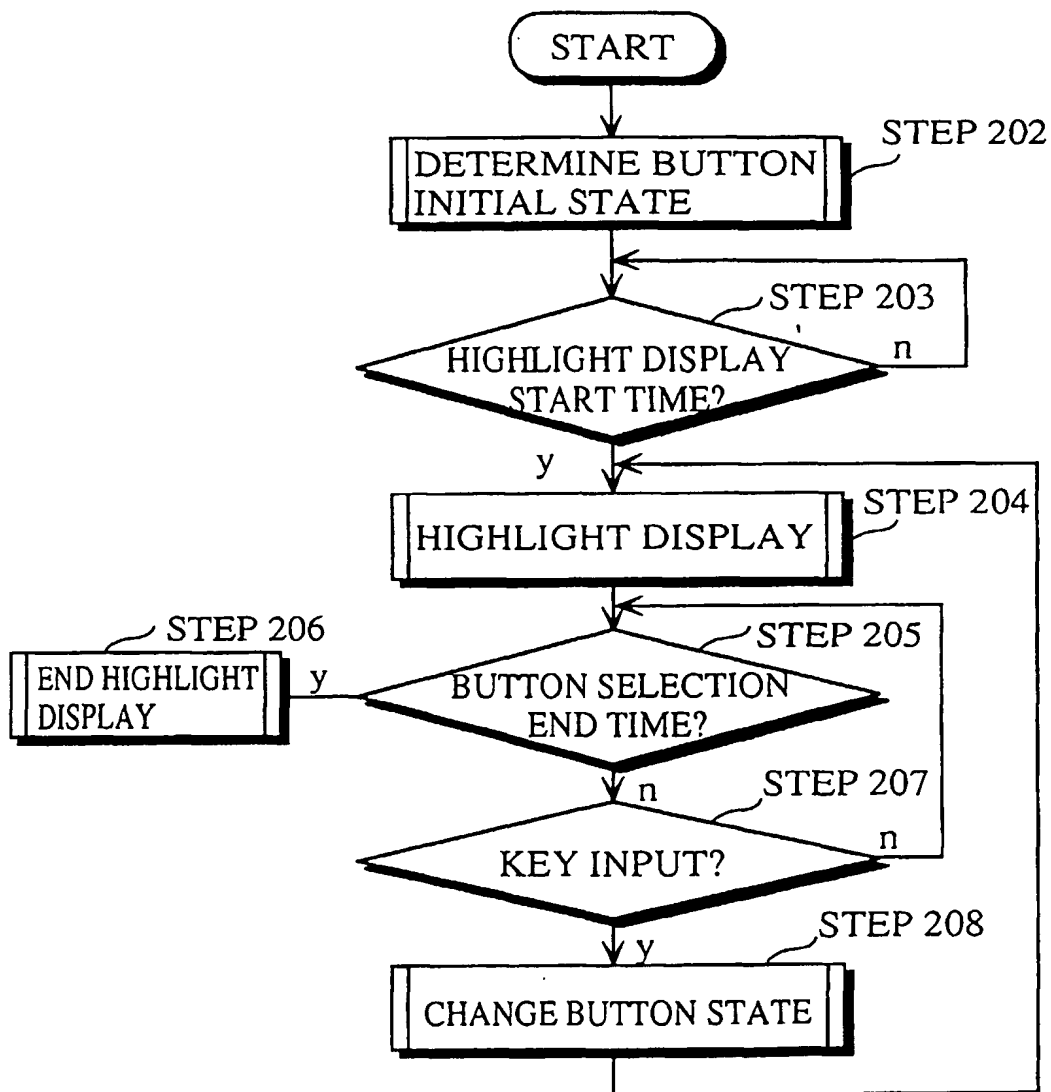 START
STEP 202
DETERMINE BUTTON
INITIAL STATE
STEP 203
HIGHLIGHT DISPLAY
START TIME?
n
y
STEP 204
HIGHLIGHT DISPLAY
STEP 206
STEP 205
END HIGHLIGHT
DISPLAY
y
BUTTON SELECTION
END TIME?
n
STEP 207
KEY INPUT?
n
STEP 208
y
CHANGE BUTTON STATE